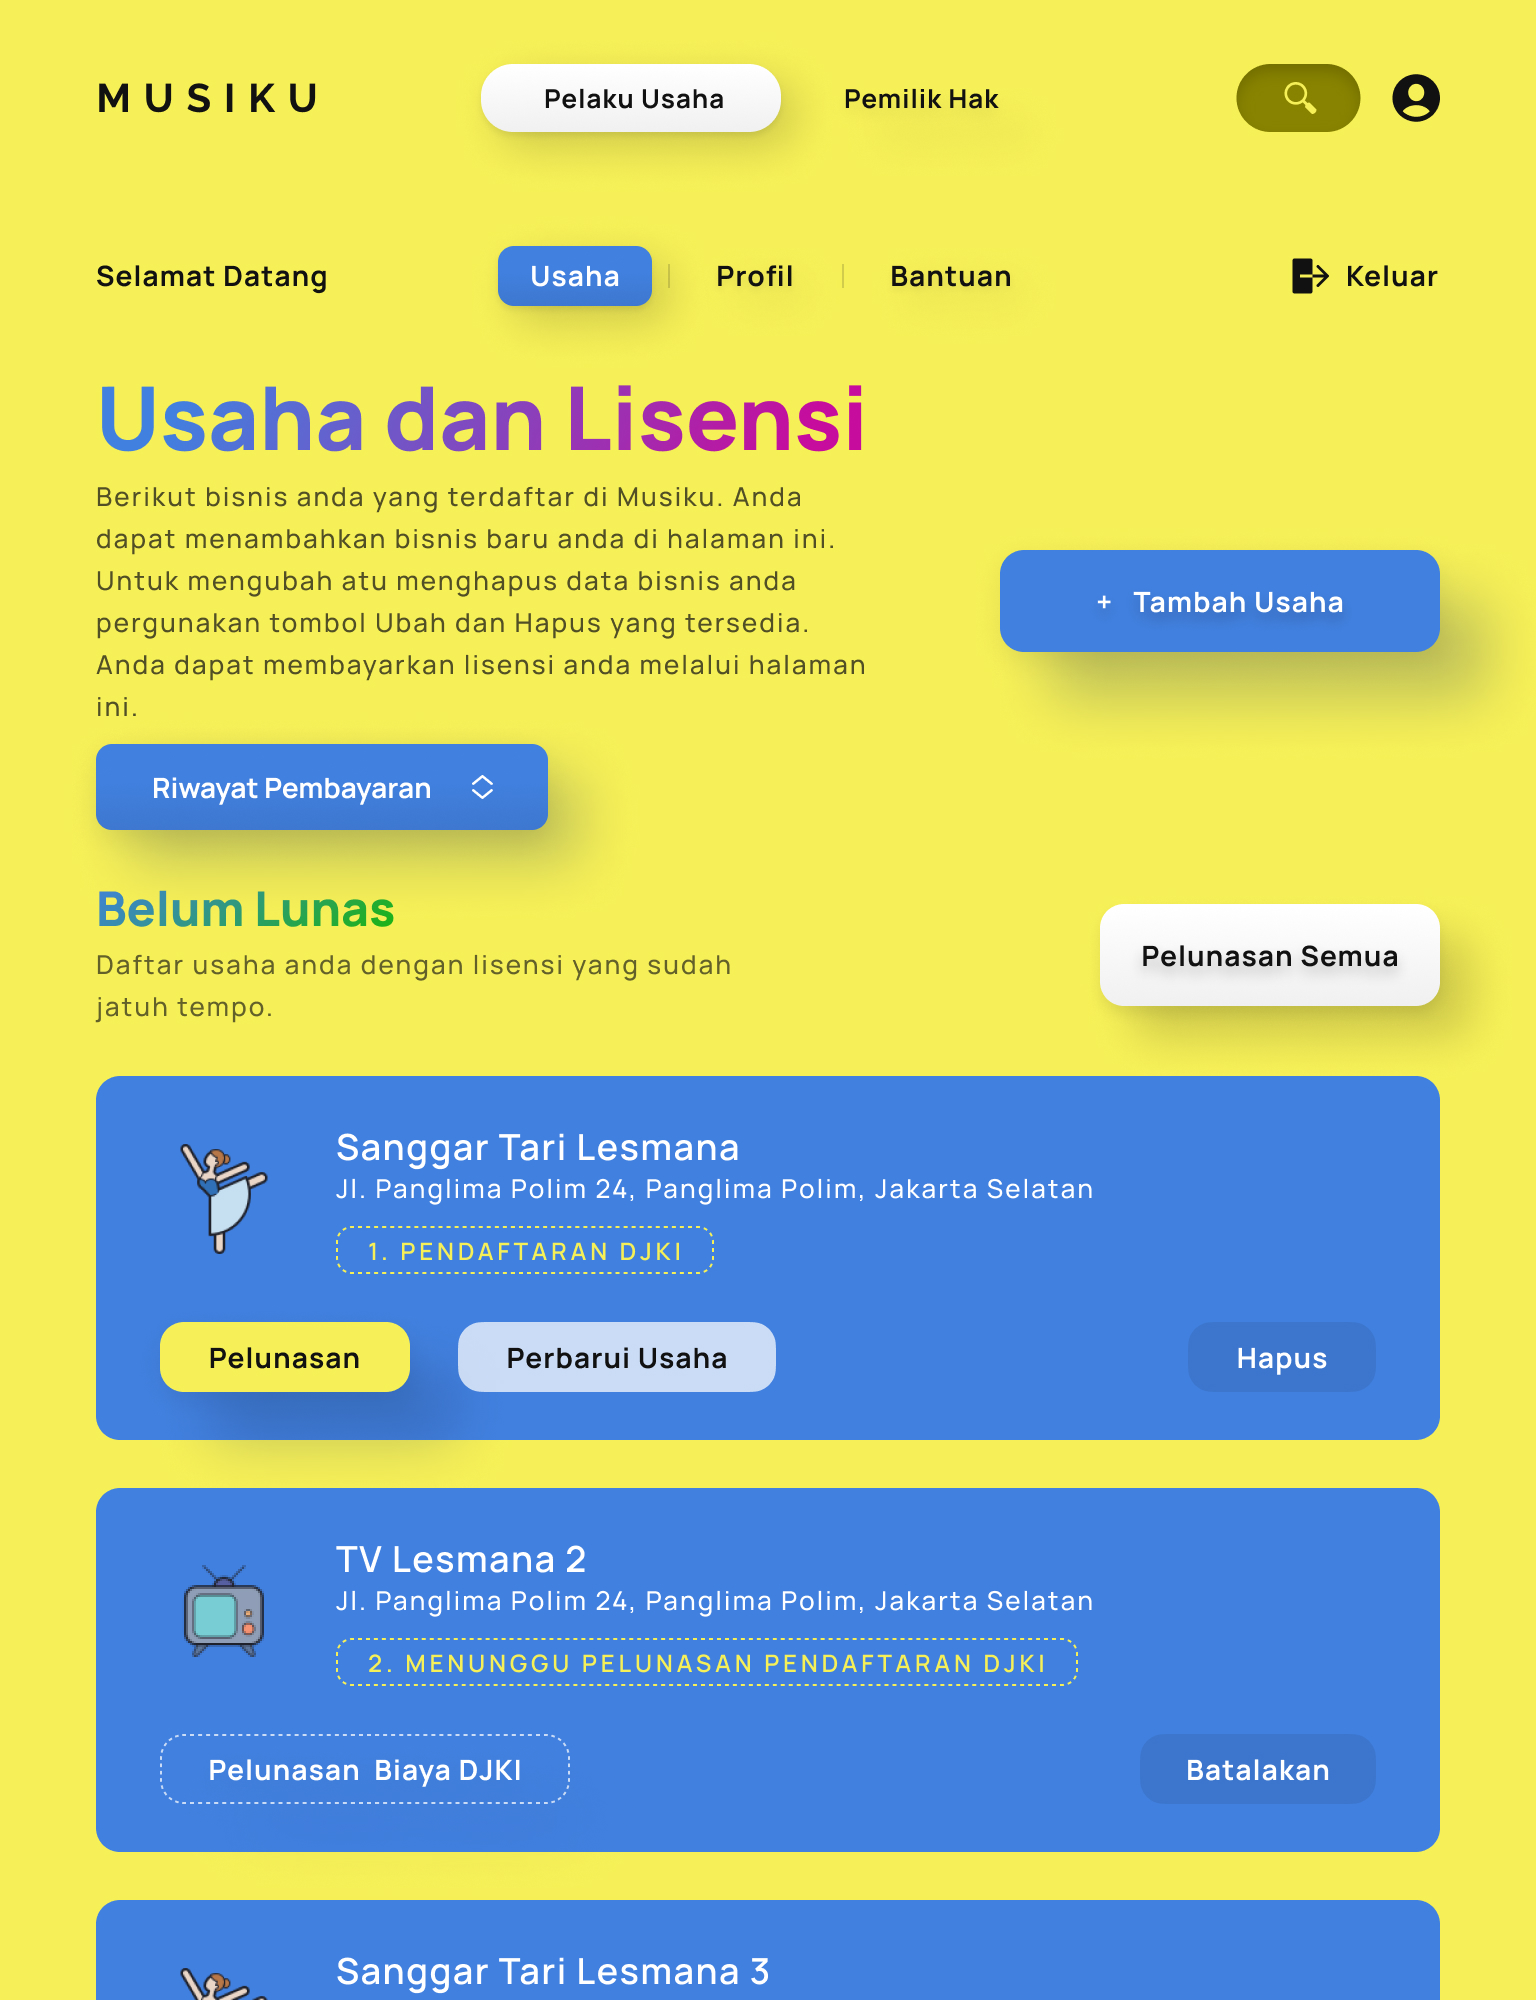 MUSIKU
Pelaku Usaha
Pemilik Hak
Selamat Datang
Usaha
Profil
Bantuan
Keluar
Usaha dan Lisensi
Berikut bisnis anda yang terdaftar di Musiku. Anda
dapat menambahkan bisnis baru anda di halaman ini.
Untuk mengubah atu menghapus data bisnis anda
pergunakan tombol Ubah dan Hapus yang tersedia.
Anda dapat membayarkan lisensi anda melalui halaman
ini.
+ Tambah Usaha
Riwayat Pembayaran
Belum Lunas
Daftar usaha anda dengan lisensi yang sudah
jatuh tempo.
Pelunasan Semua
Sanggar Tari Lesmana
Jl. Panglima Polim 24, Panglima Polim, Jakarta Selatan
1. PENDAFTARAN DJKI
Pelunasan
Perbarui Usaha
Hapus
TV Lesmana 2
Jl. Panglima Polim 24, Panglima Polim, Jakarta Selatan
2. MENUNGGU PELUNASAN PENDAFTARAN DJKI
Pelunasan Biaya DJKI
Batalakan
Sanggar Tari Lesmana 3